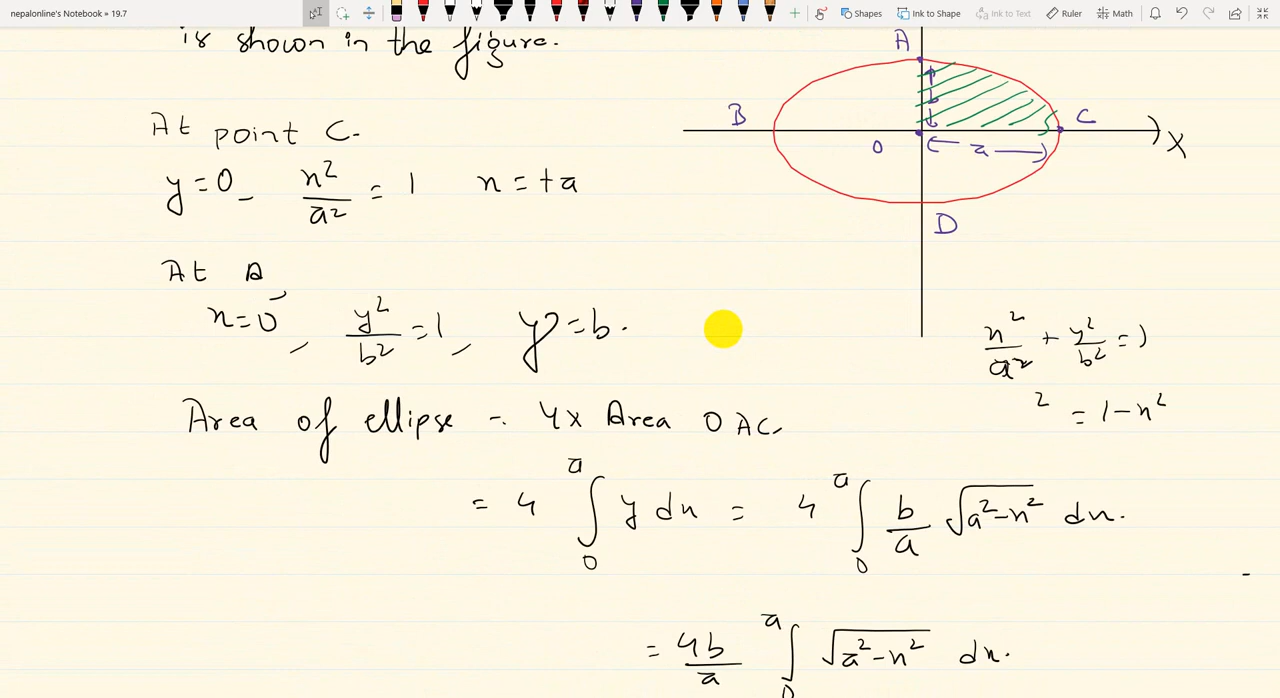 nepalonline's Notebook » 19.7
Shapes Ink to Shape Ink to Text Ruler Math
is shown in the figure.
A
b
B
C
O
a
X
D
At point C.
y = 0, x²/a² = 1 x = +a
At A
x = 0, y²/b² = 1, y = b.
x²/a² + y²/b² = 1
² = 1 - x²
Area of ellipse = 4x Area OAC.
= 4 ∫₀ᵃ y dx = 4 ∫₀ᵃ b/a √(a² - x²) dx.
= 4b/a ∫₀ᵃ √(a² - x²) dx.